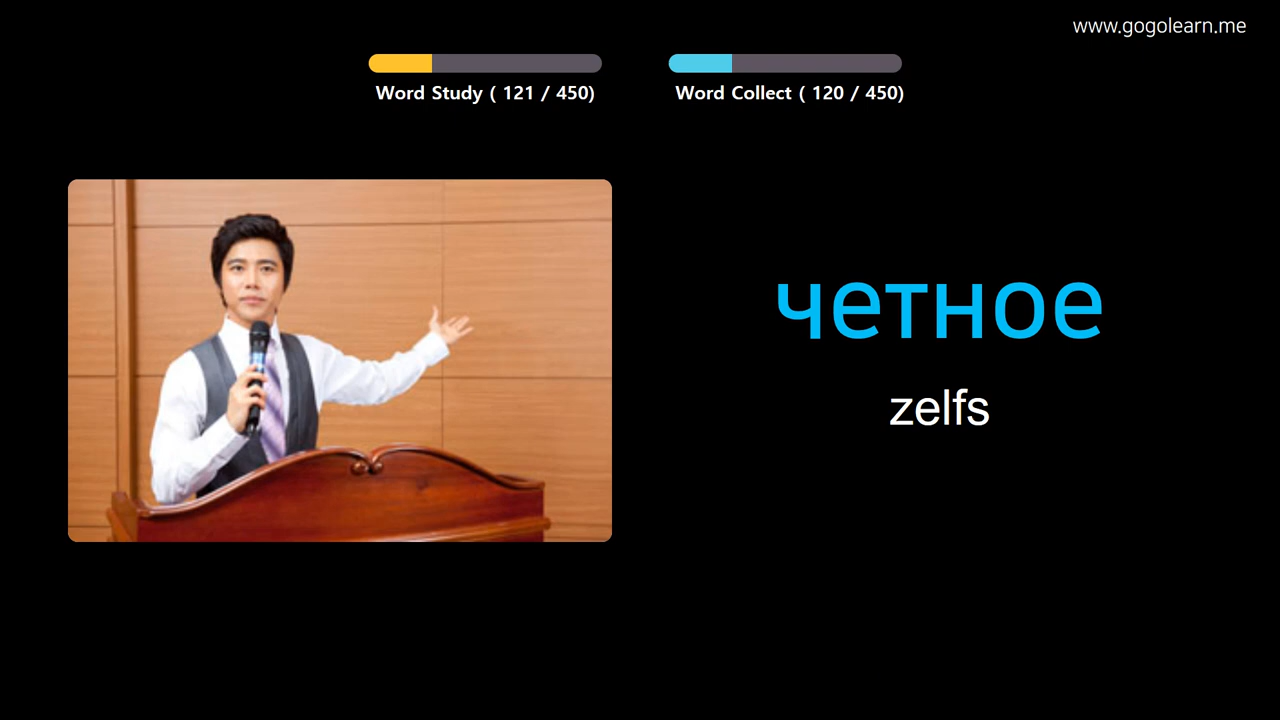 www.gogolearn.me
Word Study ( 121 / 450)
Word Collect ( 120 / 450)
четное
zelfs